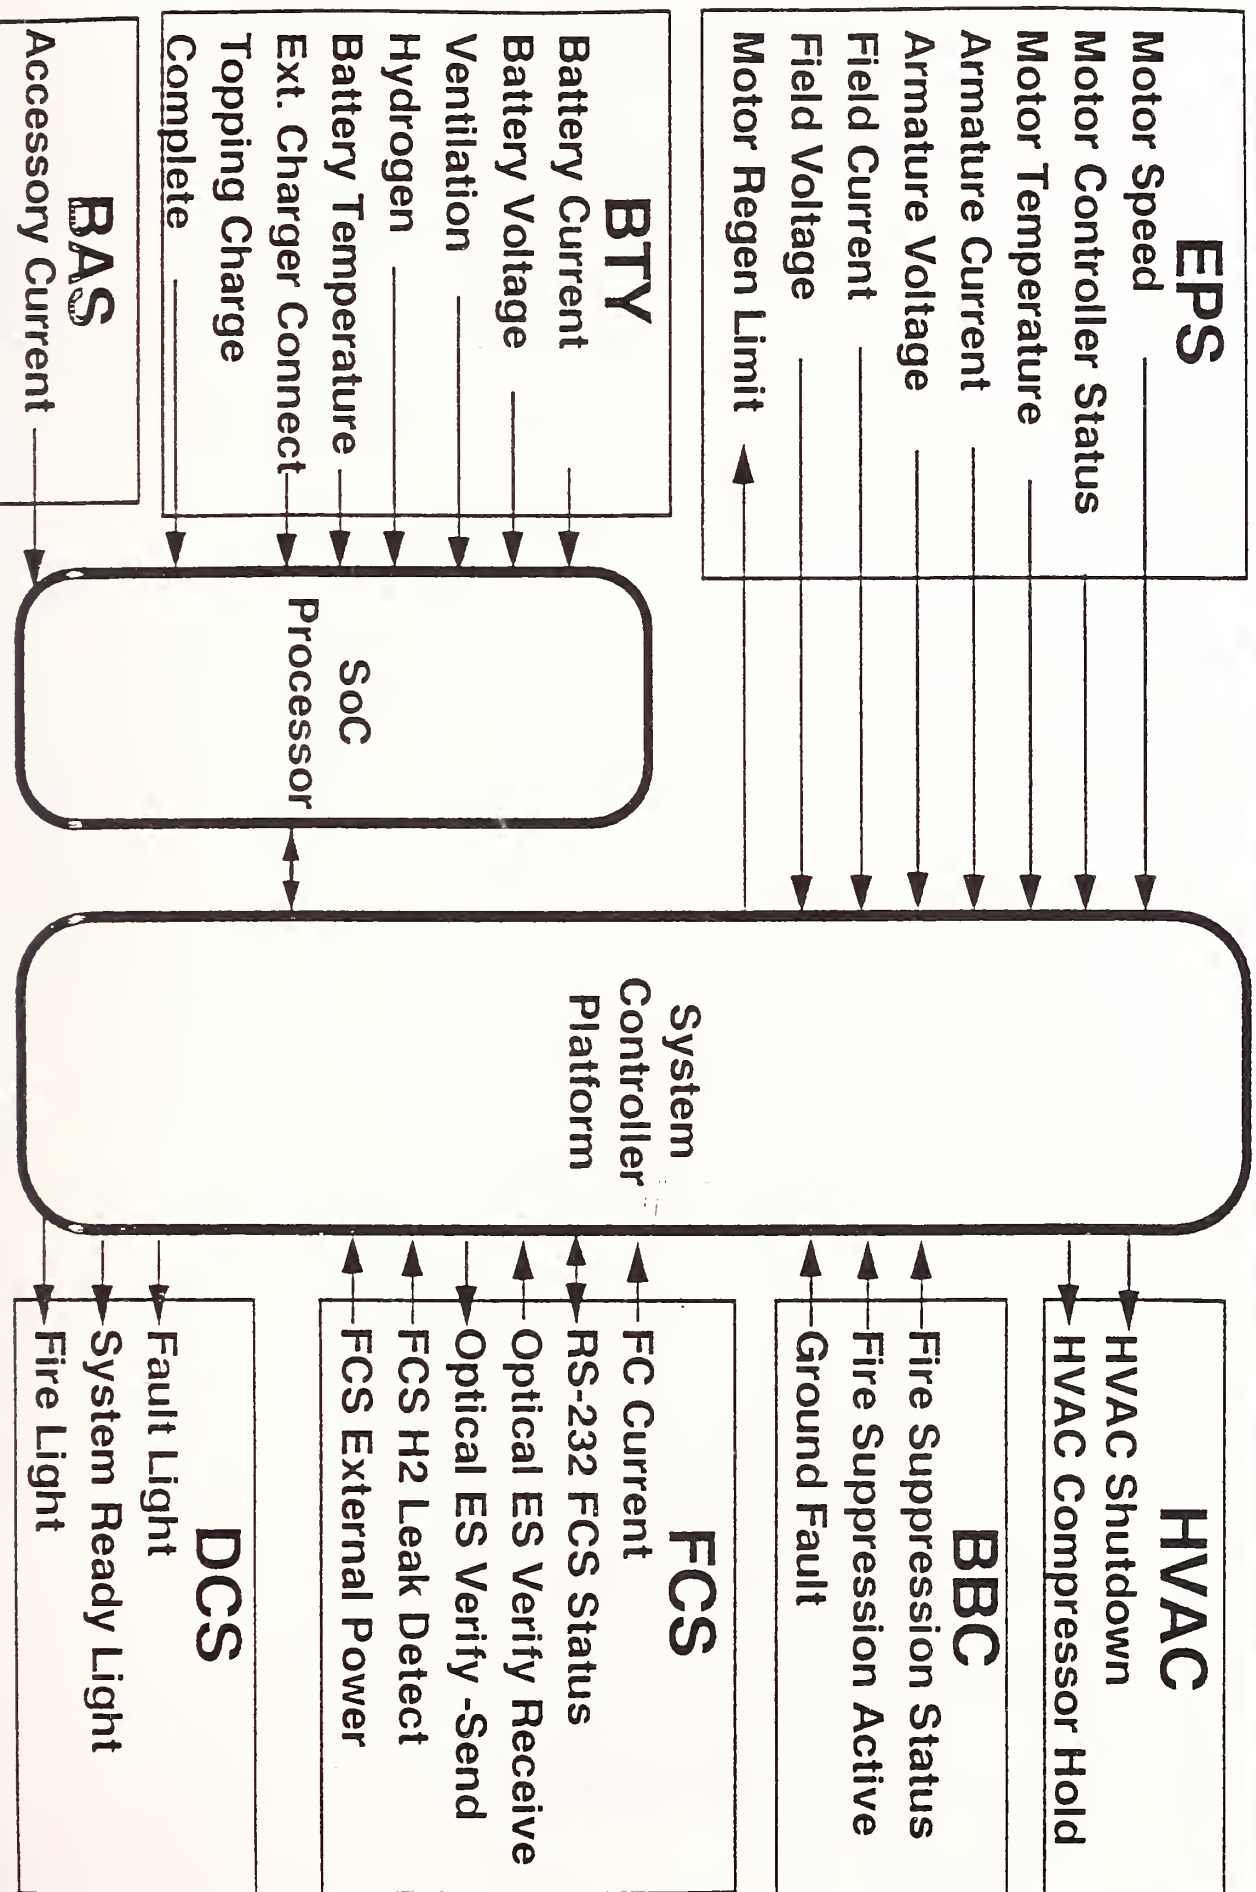 EPS
Motor Speed
Motor Controller Status
Motor Temperature
Armature Current
Armature Voltage
Field Current
Field Voltage
Motor Regen Limit
BTY
Battery Current
Battery Voltage
Ventilation
Hydrogen
Battery Temperature
Ext. Charger Connect
Topping Charge
Complete
BAS
Accessory Current
SoC
Processor
System
Controller
Platform
HVAC
HVAC Shutdown
HVAC Compressor Hold
BBC
Fire Suppression Status
Fire Suppression Active
Ground Fault
FCS
FC Current
RS-232 FCS Status
Optical ES Verify Receive
Optical ES Verify -Send
FCS H2 Leak Detect
FCS External Power
DCS
Fault Light
System Ready Light
Fire Light